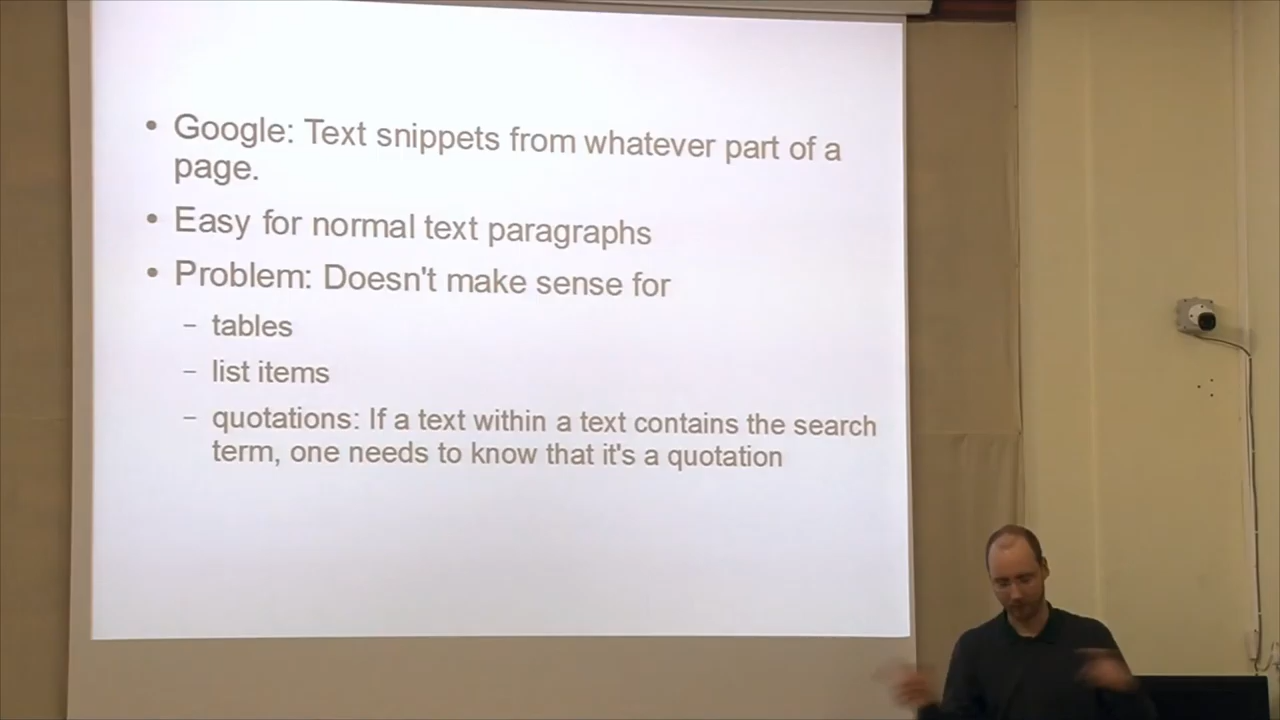 • Google: Text snippets from whatever part of a
page.
• Easy for normal text paragraphs
• Problem: Doesn't make sense for
– tables
– list items
– quotations: If a text within a text contains the search
term, one needs to know that it's a quotation